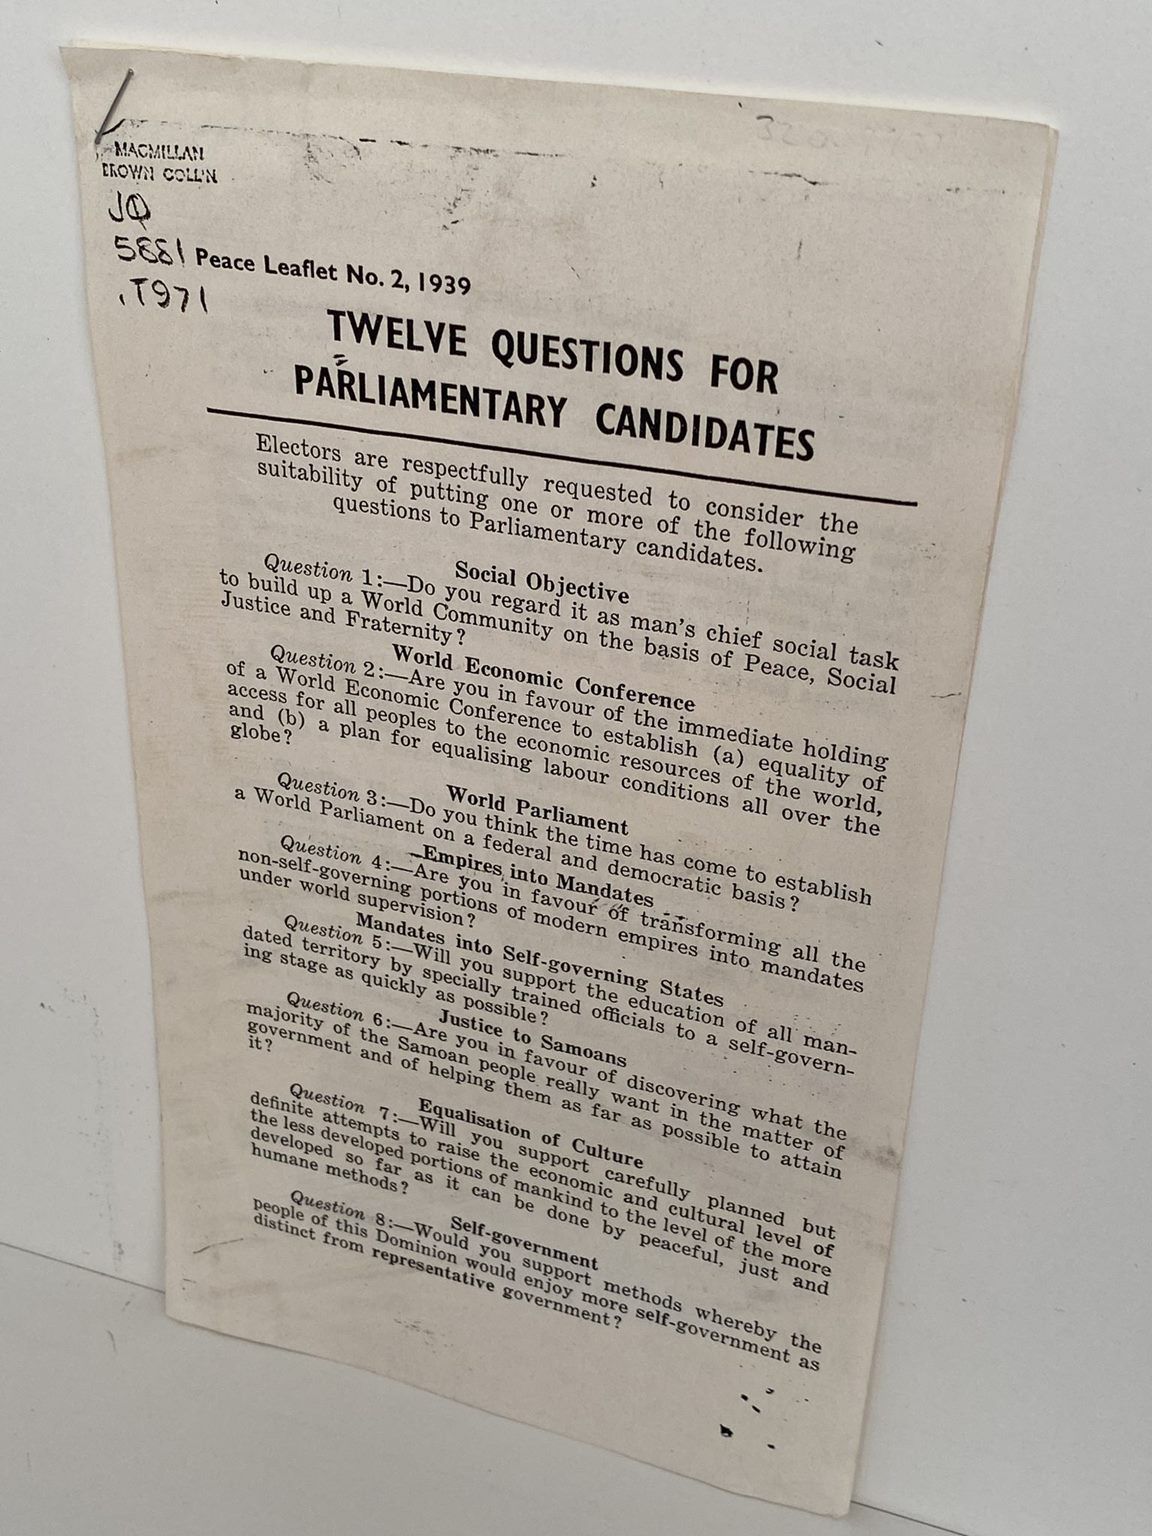 MACMILLAN
BROWN COLL'N
JQ
5881
.T971
Peace Leaflet No. 2, 1939
TWELVE QUESTIONS FOR
PARLIAMENTARY CANDIDATES
Electors are respectfully requested to consider the
suitability of putting one or more of the following
questions to Parliamentary candidates.
Social Objective
Question 1:—Do you regard it as man's chief social task
to build up a World Community on the basis of Peace, Social
Justice and Fraternity?
World Economic Conference
Question 2:—Are you in favour of the immediate holding
of a World Economic Conference to establish (a) equality of
access for all peoples to the economic resources of the world,
and (b) a plan for equalising labour conditions all over the
globe?
World Parliament
Question 3:—Do you think the time has come to establish
a World Parliament on a federal and democratic basis?
Empires into Mandates
Question 4:—Are you in favour of transforming all the
non-self-governing portions of modern empires into mandates
under world supervision?
Mandates into Self-governing States
Question 5:—Will you support the education of all man-
dated territory by specially trained officials to a self-govern-
ing stage as quickly as possible?
Justice to Samoans
Question 6:—Are you in favour of discovering what the
majority of the Samoan people really want in the matter of
government and of helping them as far as possible to attain
it?
Equalisation of Culture
Question 7:—Will you support carefully planned but
definite attempts to raise the economic and cultural level of
the less developed portions of mankind to the level of the more
developed so far as it can be done by peaceful, just and
humane methods?
Self-government
Question 8:—Would you support methods whereby the
people of this Dominion would enjoy more self-government as
distinct from representative government?